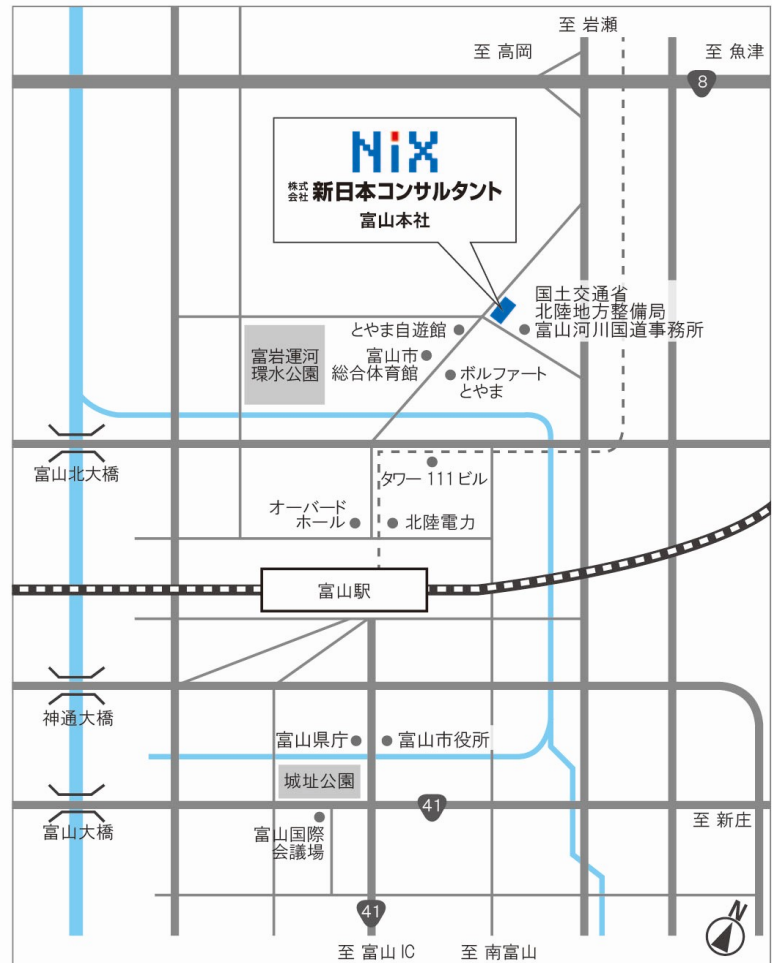 至 岩瀬
至 高岡
至 魚津
8
NiX
株式会社 新日本コンサルタント
富山本社
国土交通省
北陸地方整備局
富山河川国道事務所
とやま自遊館
富岩運河
環水公園
富山市
総合体育館
ボルファート
とやま
富山北大橋
タワー 111 ビル
オーバード
ホール
北陸電力
富山駅
神通大橋
富山県庁
富山市役所
城址公園
41
富山大橋
至 新庄
富山国際
会議場
41
N
至 富山 IC
至 南富山